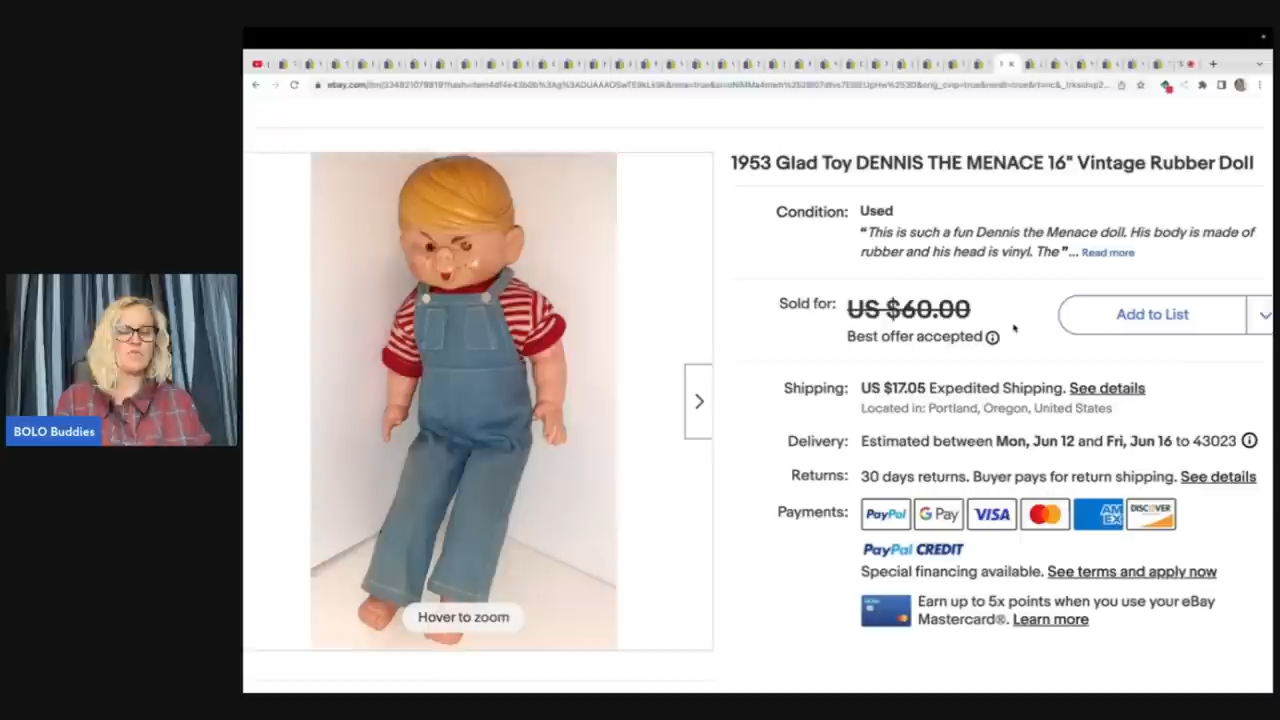 1953 Glad Toy DENNIS THE MENACE 16" Vintage Rubber Doll
Condition: Used
“This is such a fun Dennis the Menace doll. His body is made of
rubber and his head is vinyl. The”... Read more
Sold for: US $60.00
Add to List
Best offer accepted
Shipping: US $17.05 Expedited Shipping. See details
Located in: Portland, Oregon, United States
BOLO Buddies
Delivery: Estimated between Mon, Jun 12 and Fri, Jun 16 to 43023
Returns: 30 days returns. Buyer pays for return shipping. See details
Payments: PayPal G Pay VISA AM EX DISCOVER
PayPal CREDIT
Special financing available. See terms and apply now
Earn up to 5x points when you use your eBay
Mastercard®. Learn more
Hover to zoom